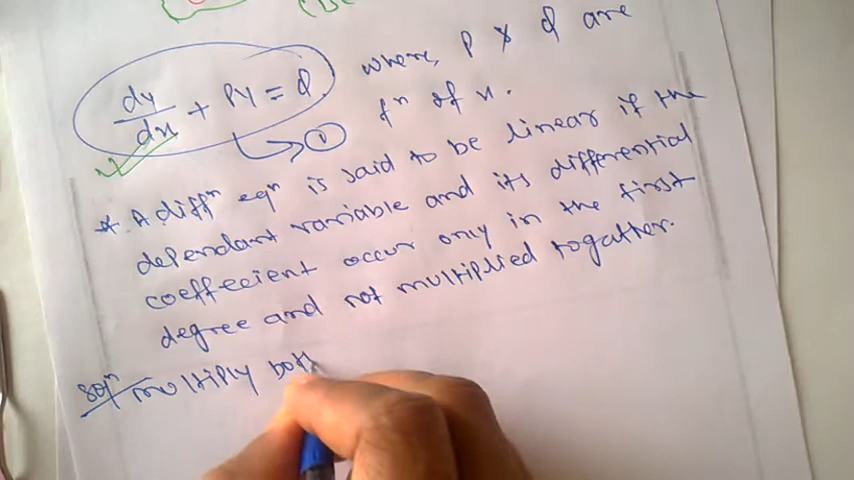 dy/dx + Py = Q where, P & Q are
fⁿ of x.
①
* A diffⁿ eqⁿ is said to be linear if the
dependant variable and its differential
coeffecient occur only in the first
degree and not multiplied togather.
Solⁿ multiply both